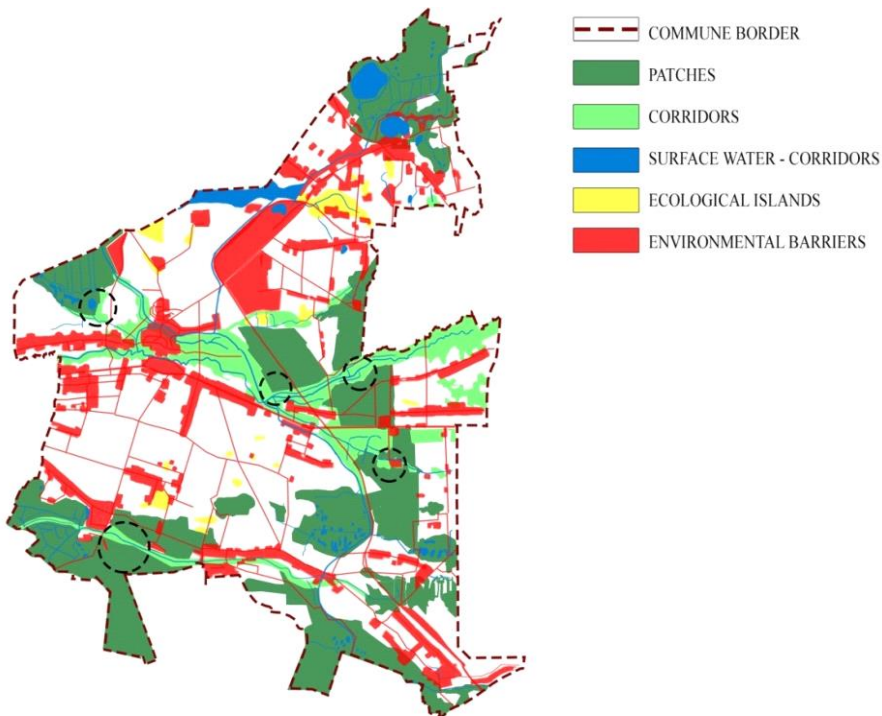 COMMUNE BORDER
PATCHES
CORRIDORS
SURFACE WATER - CORRIDORS
ECOLOGICAL ISLANDS
ENVIRONMENTAL BARRIERS